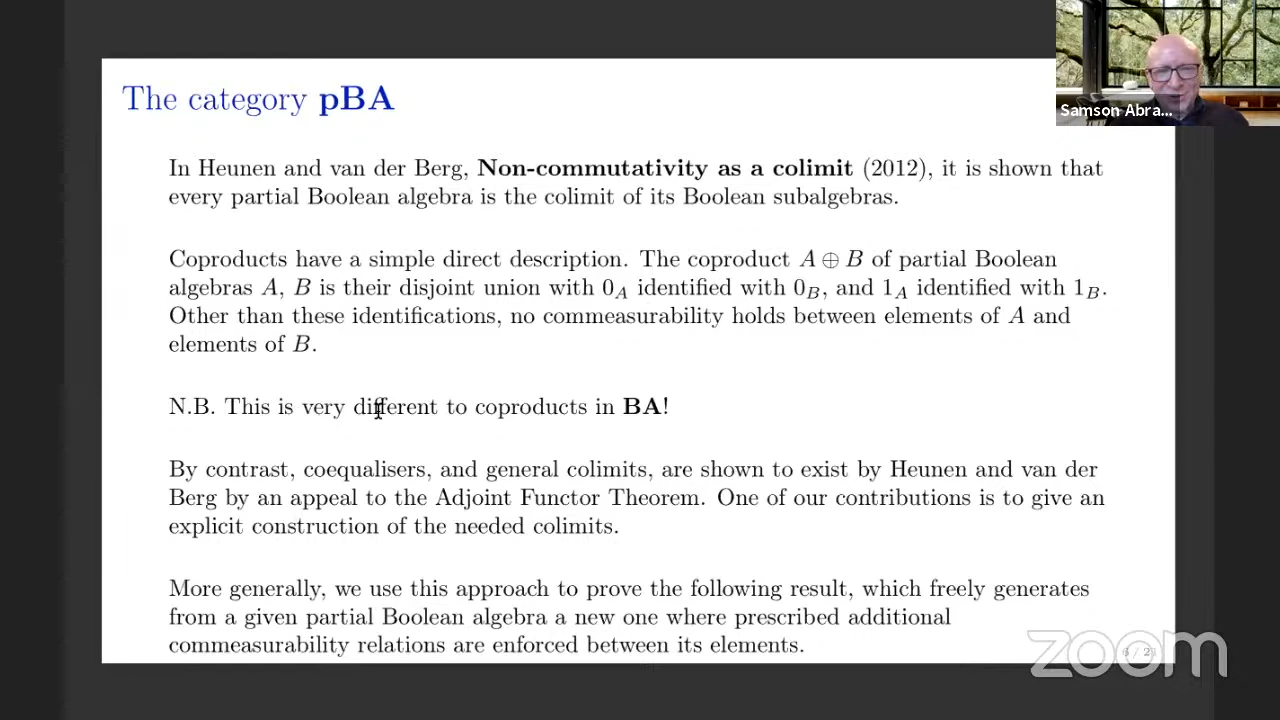 The category pBA
Samson Abra...
In Heunen and van der Berg, Non-commutativity as a colimit (2012), it is shown that
every partial Boolean algebra is the colimit of its Boolean subalgebras.
Coproducts have a simple direct description. The coproduct A ⊕ B of partial Boolean
algebras A, B is their disjoint union with 0_A identified with 0_B, and 1_A identified with 1_B.
Other than these identifications, no commeasurability holds between elements of A and
elements of B.
N.B. This is very different to coproducts in BA!
By contrast, coequalisers, and general colimits, are shown to exist by Heunen and van der
Berg by an appeal to the Adjoint Functor Theorem. One of our contributions is to give an
explicit construction of the needed colimits.
More generally, we use this approach to prove the following result, which freely generates
from a given partial Boolean algebra a new one where prescribed additional
commeasurability relations are enforced between its elements.
zoom